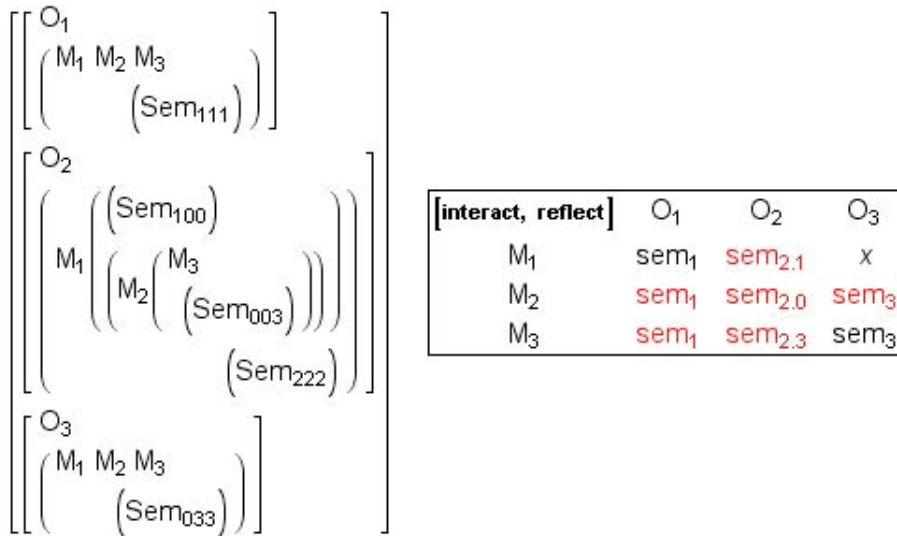 O₁
M₁ M₂ M₃
(Sem₁₁₁)
O₂
(Sem₁₀₀)
M₁ M₂ M₃
(Sem₀₀₃)
(Sem₂₂₂)
O₃
M₁ M₂ M₃
(Sem₀₃₃)
[interact, reflect] O₁ O₂ O₃
M₁ sem₁ sem₂.₁ x
M₂ sem₁ sem₂.₀ sem₃
M₃ sem₁ sem₂.₃ sem₃